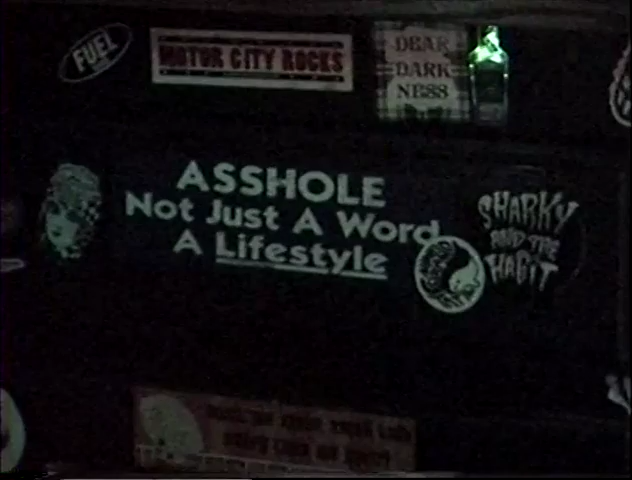 FUEL
MOTOR CITY ROCKS
DEAR
DARK
NESS
ASSHOLE
Not Just A Word
A Lifestyle
SHARKY
AND THE
HABIT